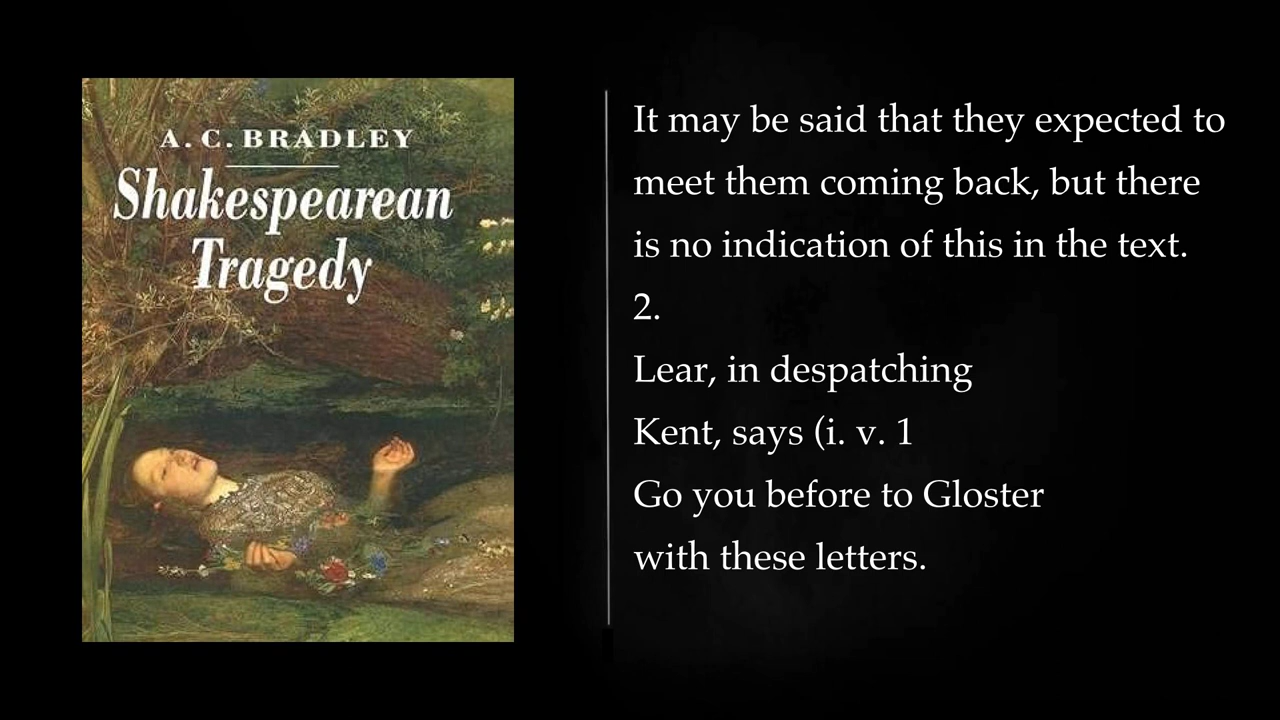 A. C. BRADLEY
Shakespearean
Tragedy
It may be said that they expected to
meet them coming back, but there
is no indication of this in the text.
2.
Lear, in despatching
Kent, says (i. v. 1
Go you before to Gloster
with these letters.